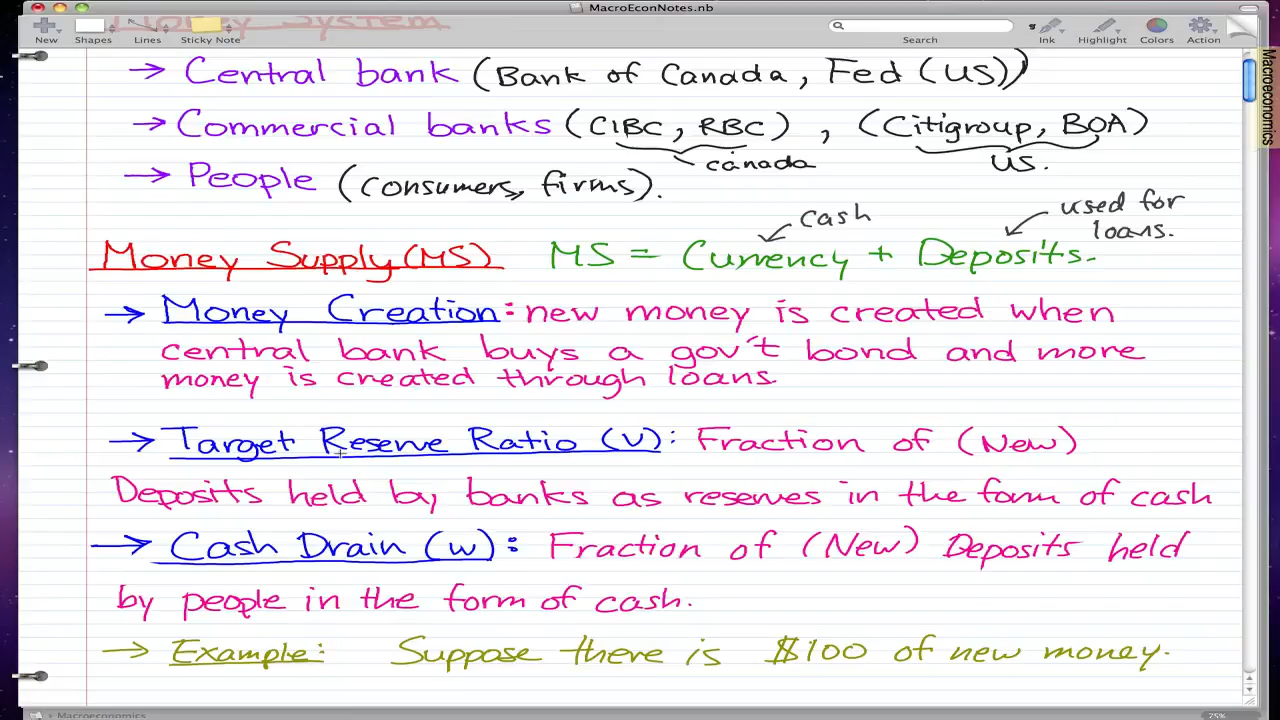 MacroEconNotes.nb
Money System
New Shapes Lines Sticky Note Search Ink Highlight Colors Action
Macroeconomics
→ Central bank (Bank of Canada, Fed (US))
→ Commercial banks (CIBC, RBC) , (Citigroup, BOA)
canada US.
→ People (consumers, firms).
cash used for
loans.
Money Supply (MS) MS = Currency + Deposits.
→ Money Creation: new money is created when
central bank buys a gov't bond and more
money is created through loans.
→ Target Reserve Ratio (V): Fraction of (New)
Deposits held by banks as reserves in the form of cash
→ Cash Drain (w): Fraction of (New) Deposits held
by people in the form of cash.
→ Example: Suppose there is $100 of new money.
Macroeconomics 75%